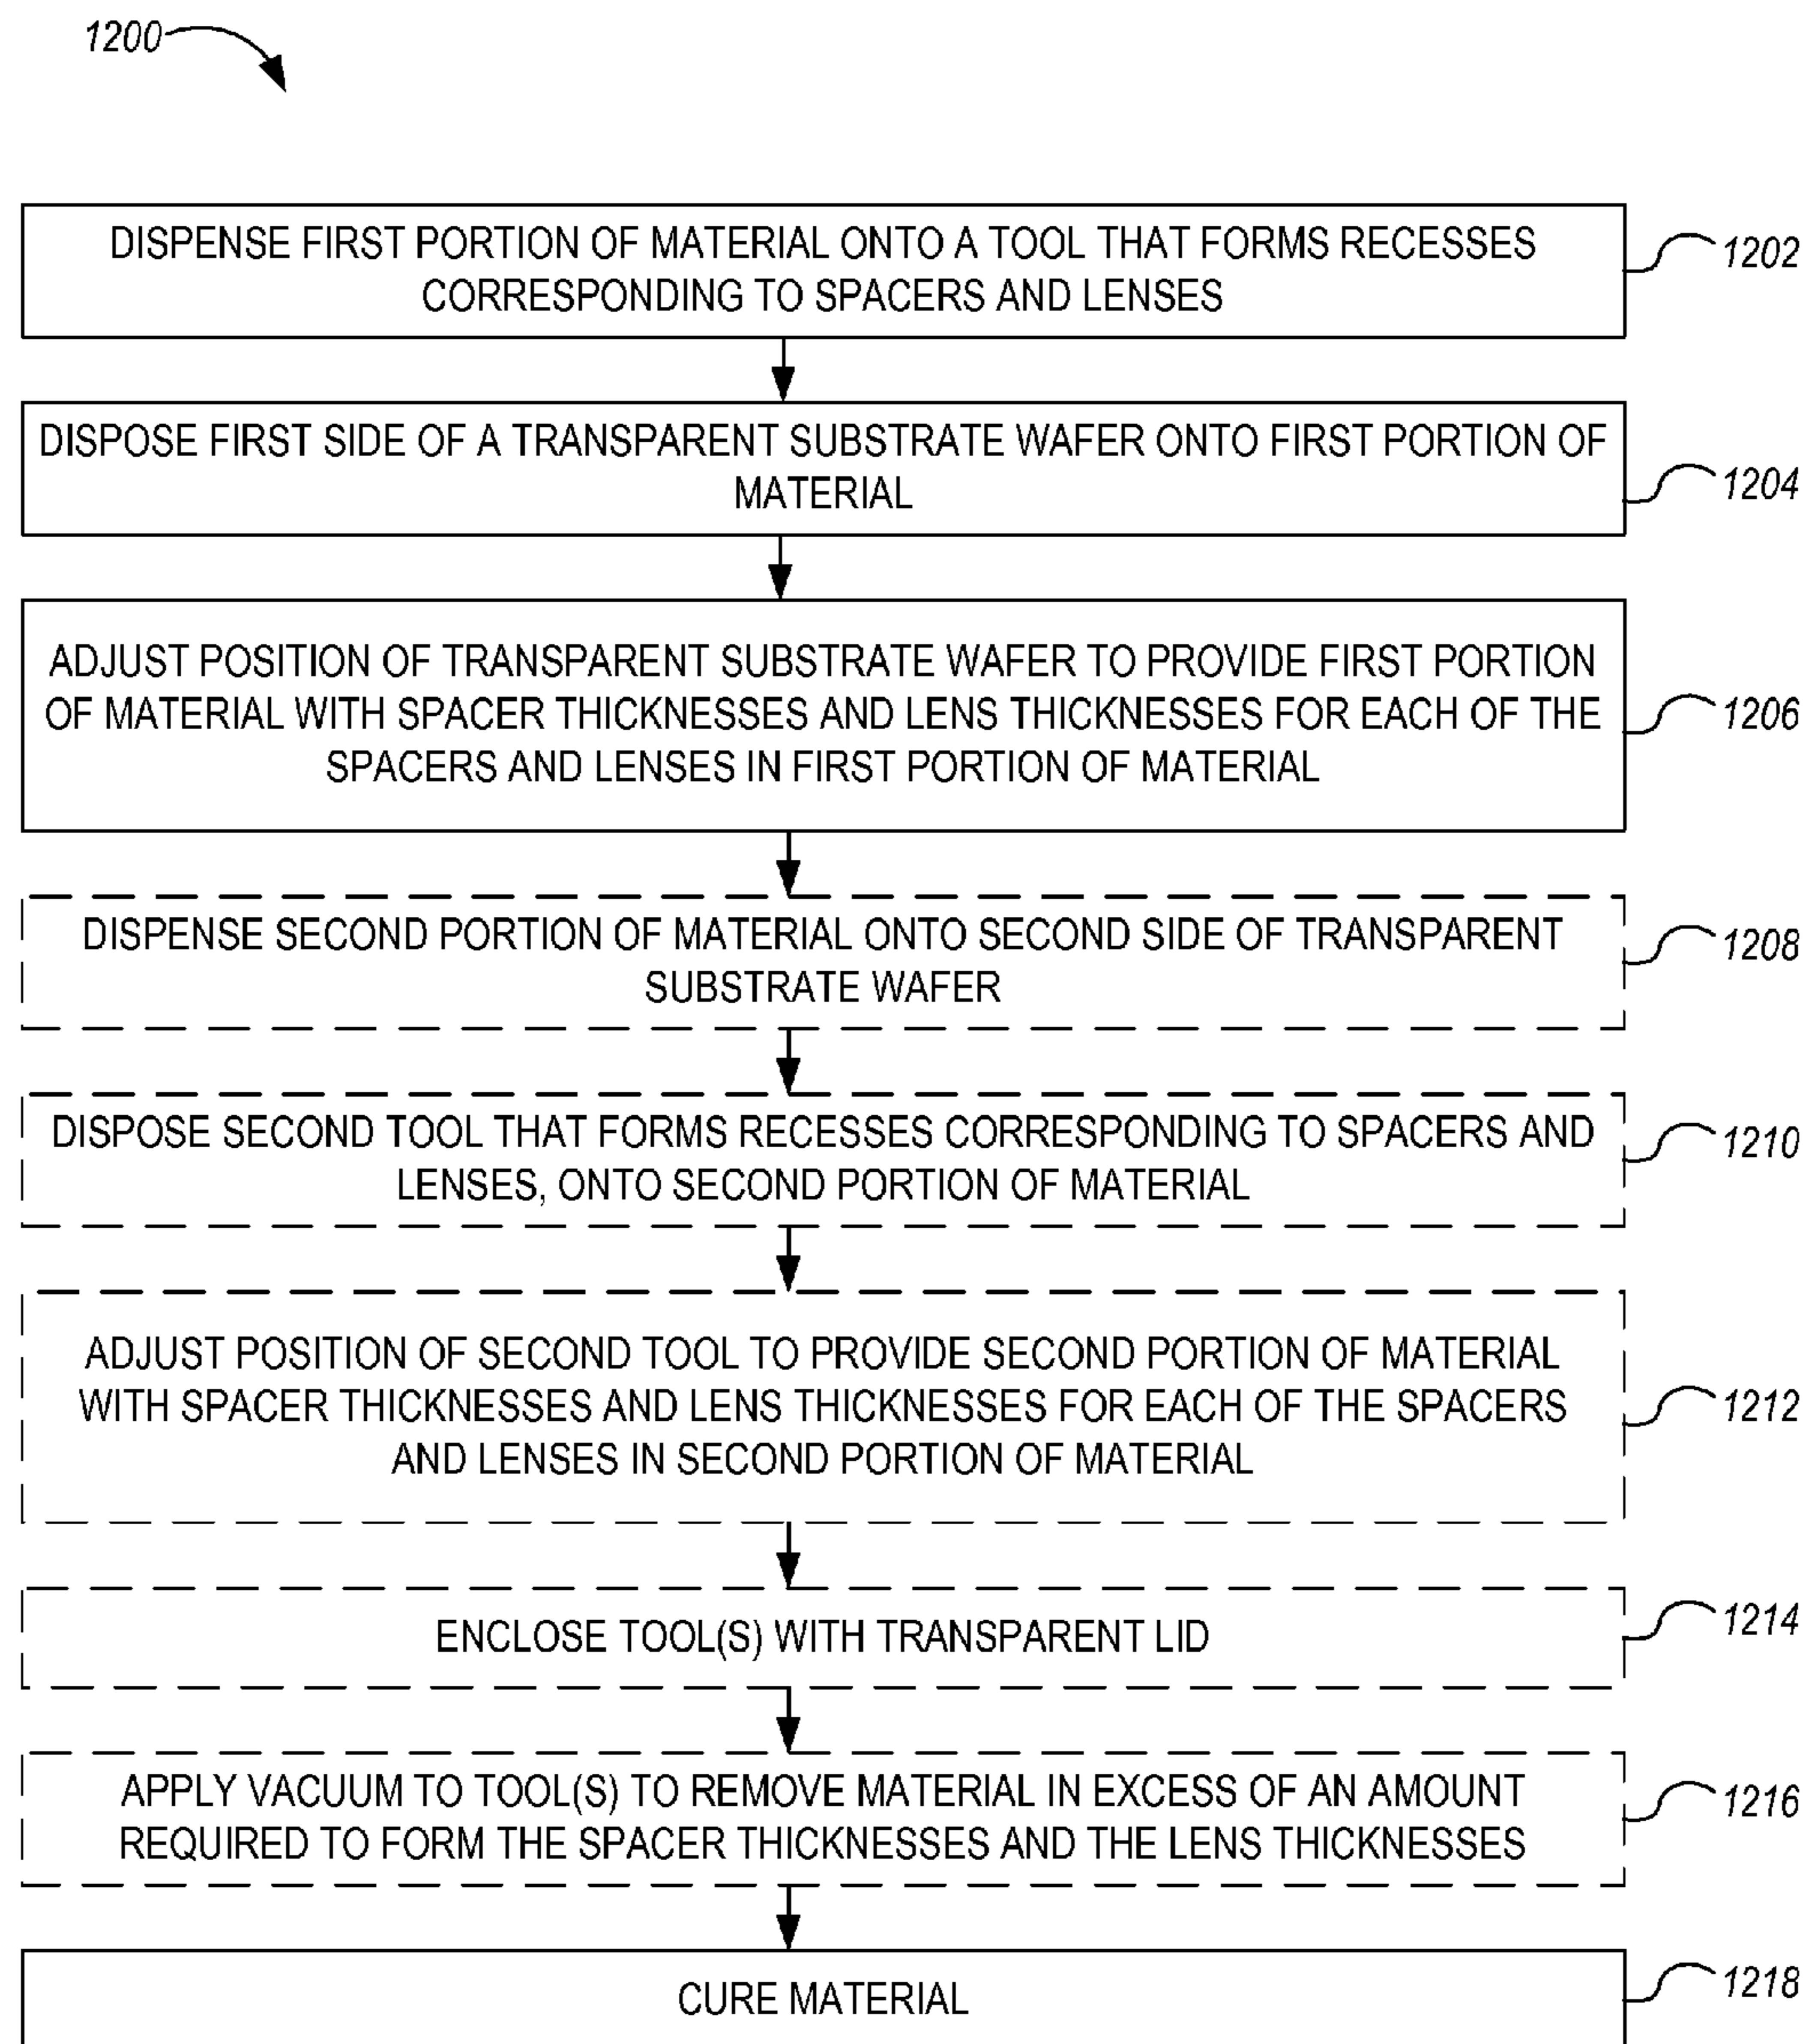 1200
DISPENSE FIRST PORTION OF MATERIAL ONTO A TOOL THAT FORMS RECESSES
CORRESPONDING TO SPACERS AND LENSES
1202
DISPOSE FIRST SIDE OF A TRANSPARENT SUBSTRATE WAFER ONTO FIRST PORTION OF
MATERIAL
1204
ADJUST POSITION OF TRANSPARENT SUBSTRATE WAFER TO PROVIDE FIRST PORTION
OF MATERIAL WITH SPACER THICKNESSES AND LENS THICKNESSES FOR EACH OF THE
SPACERS AND LENSES IN FIRST PORTION OF MATERIAL
1206
DISPENSE SECOND PORTION OF MATERIAL ONTO SECOND SIDE OF TRANSPARENT
SUBSTRATE WAFER
1208
DISPOSE SECOND TOOL THAT FORMS RECESSES CORRESPONDING TO SPACERS AND
LENSES, ONTO SECOND PORTION OF MATERIAL
1210
ADJUST POSITION OF SECOND TOOL TO PROVIDE SECOND PORTION OF MATERIAL
WITH SPACER THICKNESSES AND LENS THICKNESSES FOR EACH OF THE SPACERS
AND LENSES IN SECOND PORTION OF MATERIAL
1212
ENCLOSE TOOL(S) WITH TRANSPARENT LID
1214
APPLY VACUUM TO TOOL(S) TO REMOVE MATERIAL IN EXCESS OF AN AMOUNT
REQUIRED TO FORM THE SPACER THICKNESSES AND THE LENS THICKNESSES
1216
CURE MATERIAL
1218